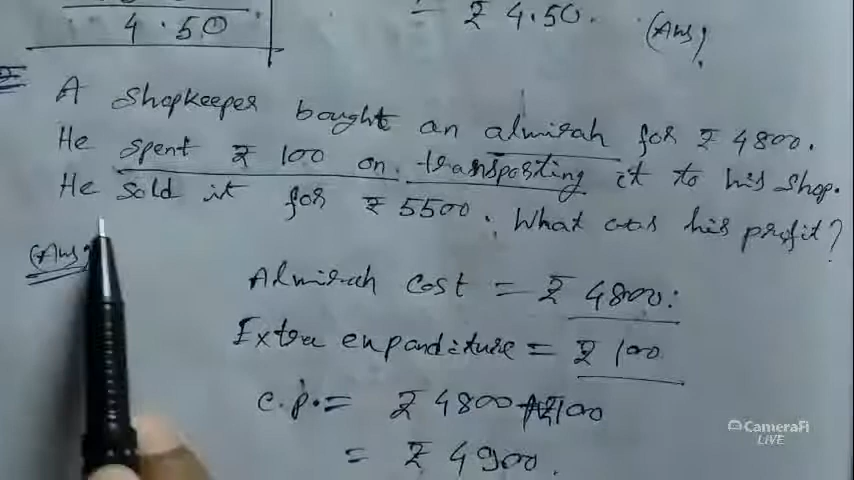 4.50
= ₹ 4.50. (Ans)
A Shopkeeper bought an almirah for ₹ 4800.
He spent ₹ 100 on transposting it to his shop.
He sold it for ₹ 5500. What was his profit?
(Ans)
Almirah cost = ₹ 4800.
Extra expanditure = ₹ 100
C.p. = ₹ 4800 + ₹100
= ₹ 4900.
CameraFi
LIVE